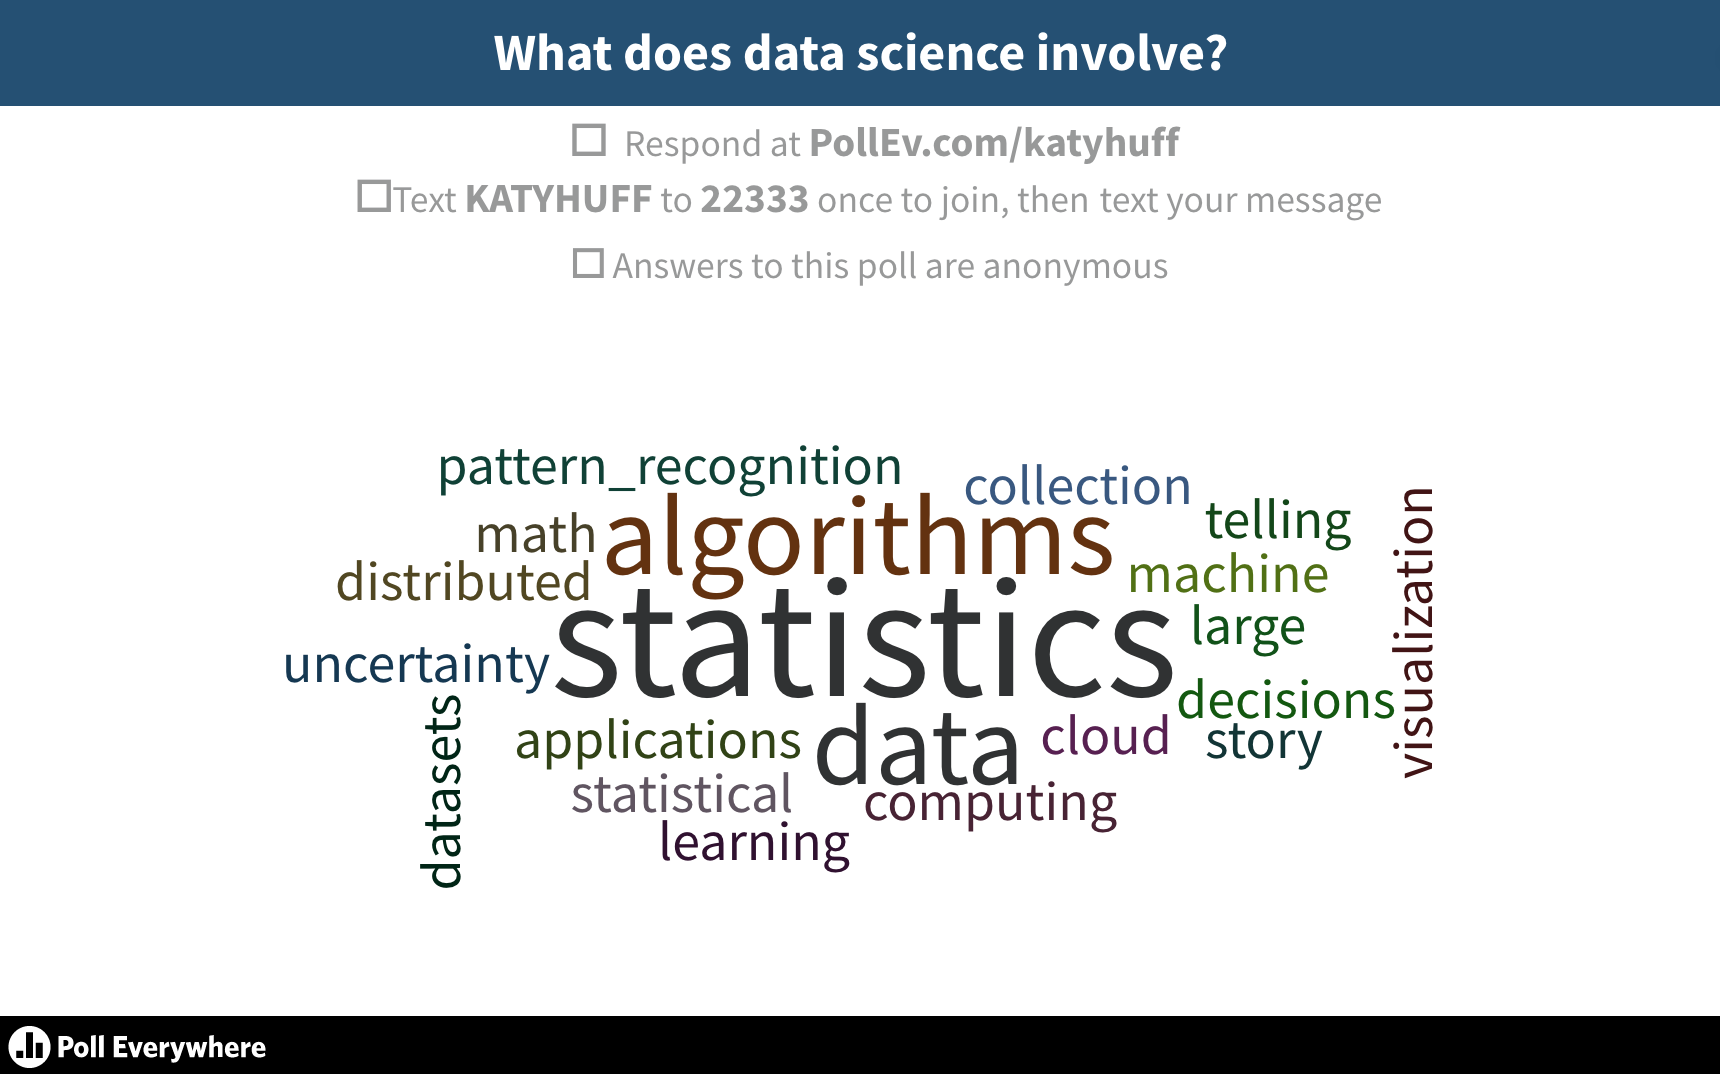 What does data science involve?
Respond at PollEv.com/katyhuff
Text KATYHUFF to 22333 once to join, then text your message
Answers to this poll are anonymous
pattern_recognition
collection
algorithms
telling
math
visualization
machine
distributed
statistics
large
uncertainty
decisions
datasets
applications
data
cloud
story
statistical
computing
learning
Poll Everywhere